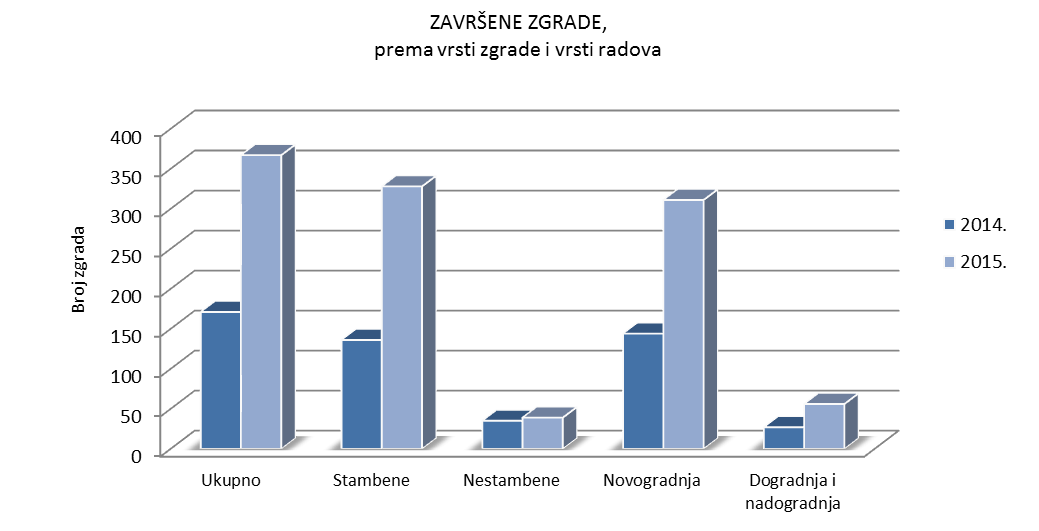 ZAVRŠENE ZGRADE,
prema vrsti zgrade i vrsti radova
Broj zgrada
400
350
300
250
200
150
100
50
0
Ukupno
Stambene
Nestambene
Novogradnja
Dogradnja i
nadogradnja
2014.
2015.